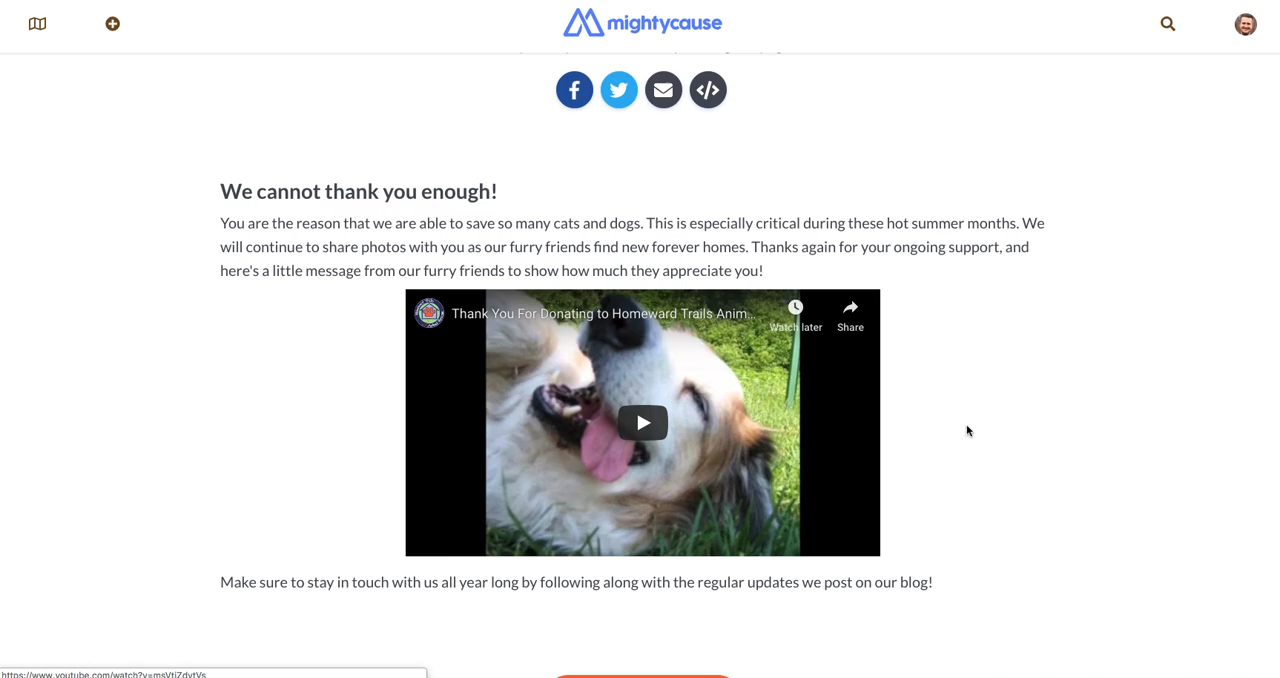 mightycause
We cannot thank you enough!
You are the reason that we are able to save so many cats and dogs. This is especially critical during these hot summer months. We
will continue to share photos with you as our furry friends find new forever homes. Thanks again for your ongoing support, and
here's a little message from our furry friends to show how much they appreciate you!
Thank You For Donating to Homeward Trails Anim...
Watch later
Share
Make sure to stay in touch with us all year long by following along with the regular updates we post on our blog!